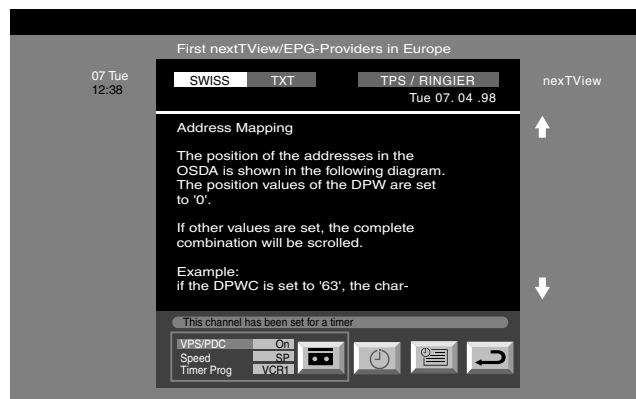 First nextTView/EPG-Providers in Europe
07 Tue
12:38
SWISS TXT TPS / RINGIER
nexTView
Tue 07. 04 .98
Address Mapping
The position of the addresses in the
OSDA is shown in the following diagram.
The position values of the DPW are set
to '0'.
If other values are set, the complete
combination will be scrolled.
Example:
if the DPWC is set to '63', the char-
This channel has been set for a timer
VPS/PDC On
Speed SP
Timer Prog VCR1